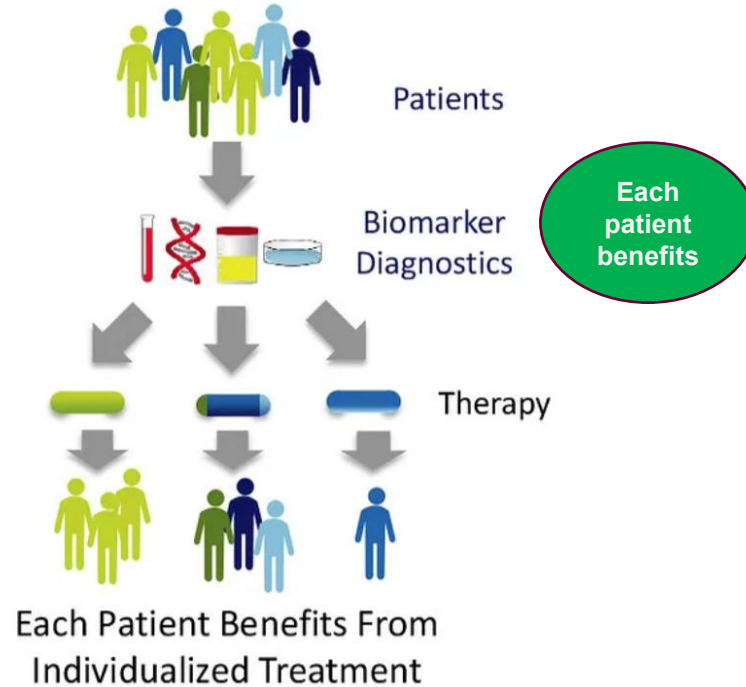 Patients
Biomarker
Diagnostics
Each
patient
benefits
Therapy
Each Patient Benefits From
Individualized Treatment